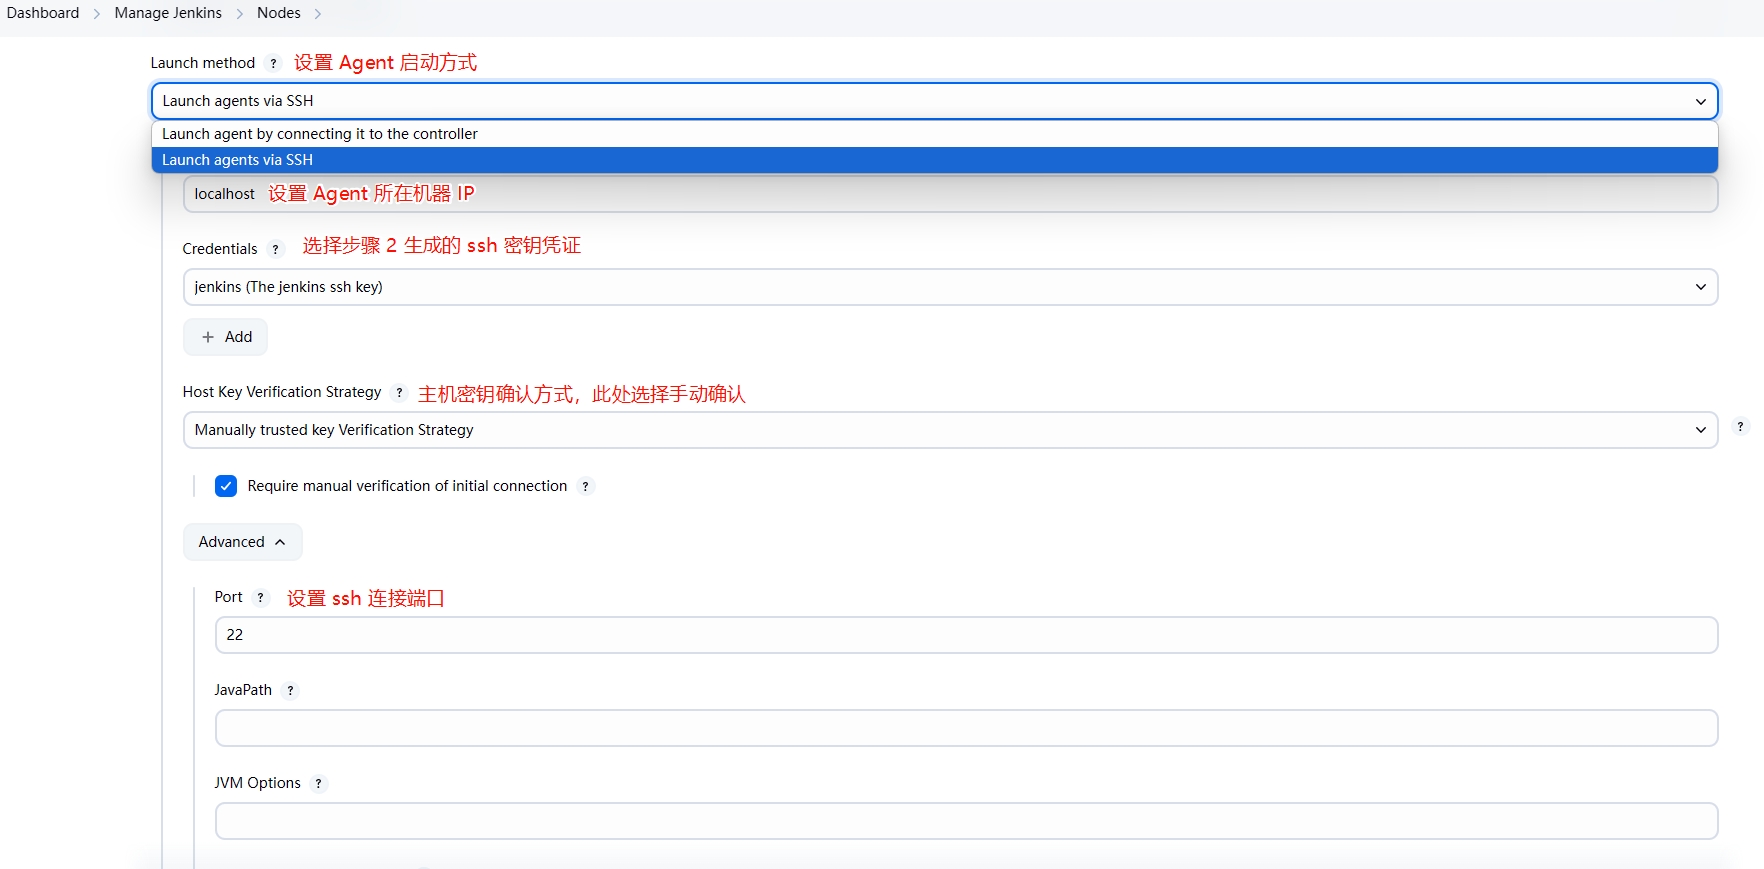 Dashboard > Manage Jenkins > Nodes >
Launch method ? 设置 Agent 启动方式
Launch agents via SSH
Launch agent by connecting it to the controller
Launch agents via SSH
localhost 设置 Agent 所在机器 IP
Credentials ? 选择步骤 2 生成的 ssh 密钥凭证
jenkins (The jenkins ssh key)
+ Add
Host Key Verification Strategy ? 主机密钥确认方式，此处选择手动确认
Manually trusted key Verification Strategy
?
Require manual verification of initial connection ?
Advanced
Port ? 设置 ssh 连接端口
22
JavaPath ?
JVM Options ?